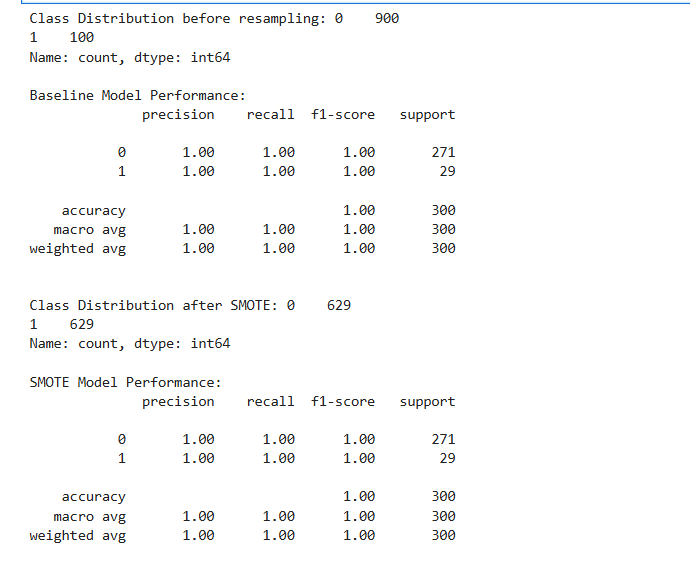 Class Distribution before resampling: 0    900
1    100
Name: count, dtype: int64
Baseline Model Performance:
precision    recall  f1-score   support
0       1.00      1.00      1.00       271
1       1.00      1.00      1.00        29
accuracy                           1.00       300
macro avg       1.00      1.00      1.00       300
weighted avg       1.00      1.00      1.00       300
Class Distribution after SMOTE: 0    629
1    629
Name: count, dtype: int64
SMOTE Model Performance:
precision    recall  f1-score   support
0       1.00      1.00      1.00       271
1       1.00      1.00      1.00        29
accuracy                           1.00       300
macro avg       1.00      1.00      1.00       300
weighted avg       1.00      1.00      1.00       300